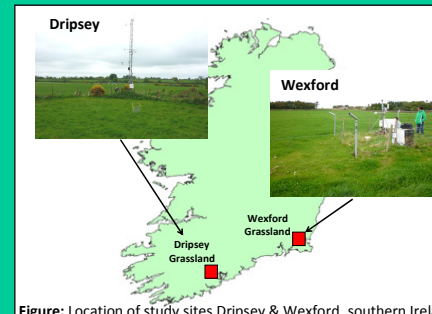 Dripsey
Wexford
Wexford
Grassland
Dripsey
Grassland
Figure: Location of study sites Dripsey & Wexford, southern Irel